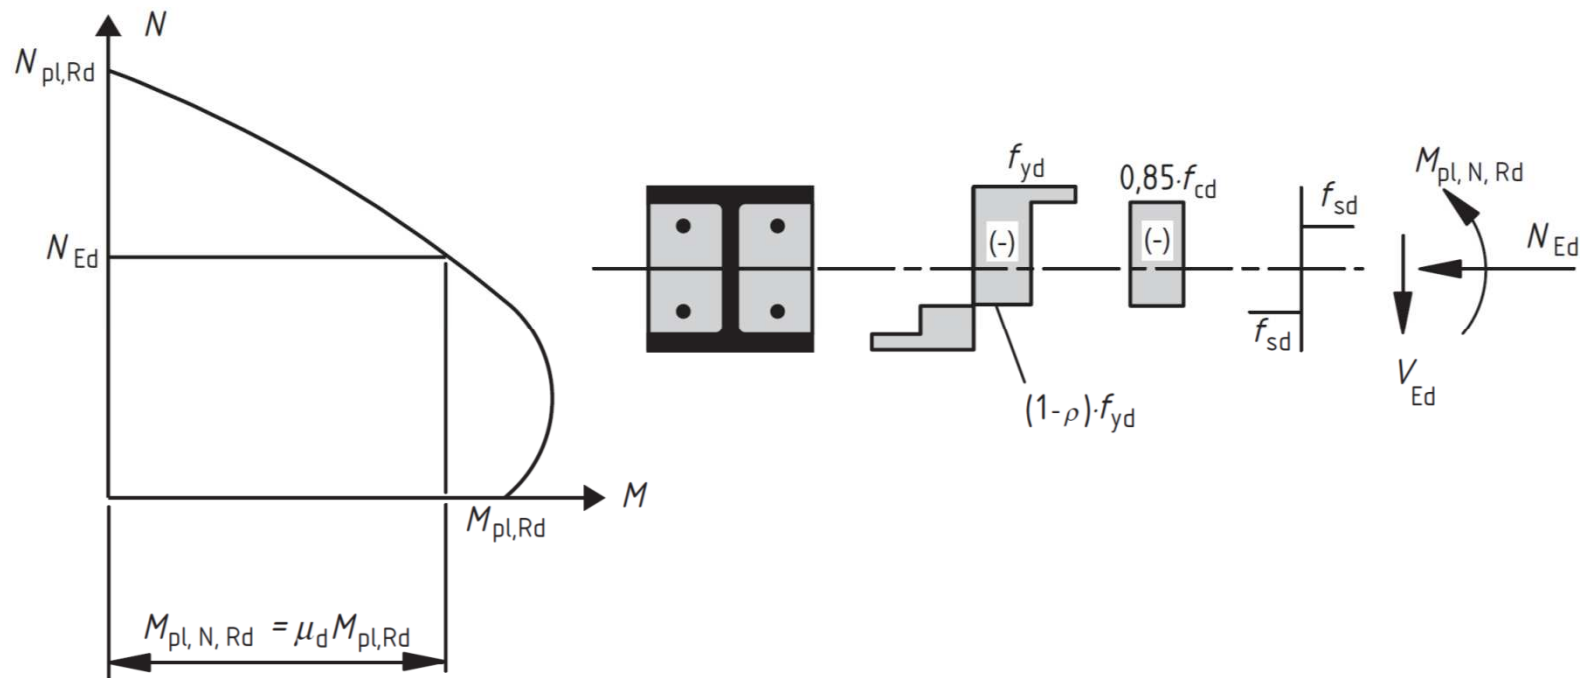 N
N pl,Rd
N Ed
M
M pl,Rd
M pl, N, Rd = μ d M pl,Rd
f yd
(-)
(1-ρ)·f yd
0,85·f cd
(-)
f sd
f sd
M pl, N, Rd
N Ed
V Ed